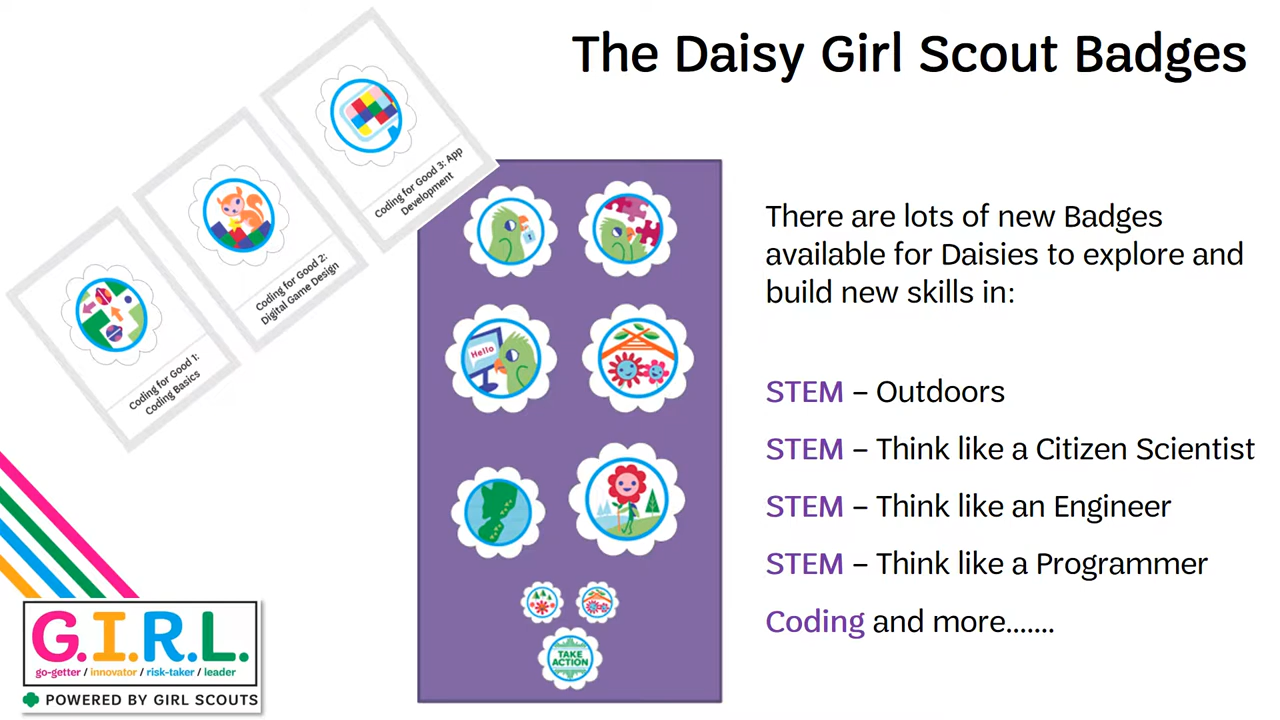 The Daisy Girl Scout Badges
Coding for Good 3: App
Development
Coding for Good 2:
Digital Game Design
Coding for Good 1:
Coding Basics
Hello
TAKE
ACTION
There are lots of new Badges
available for Daisies to explore and
build new skills in:
STEM – Outdoors
STEM – Think like a Citizen Scientist
STEM – Think like an Engineer
STEM – Think like a Programmer
Coding and more.......
G.I.R.L.
go-getter / innovator / risk-taker / leader
POWERED BY GIRL SCOUTS